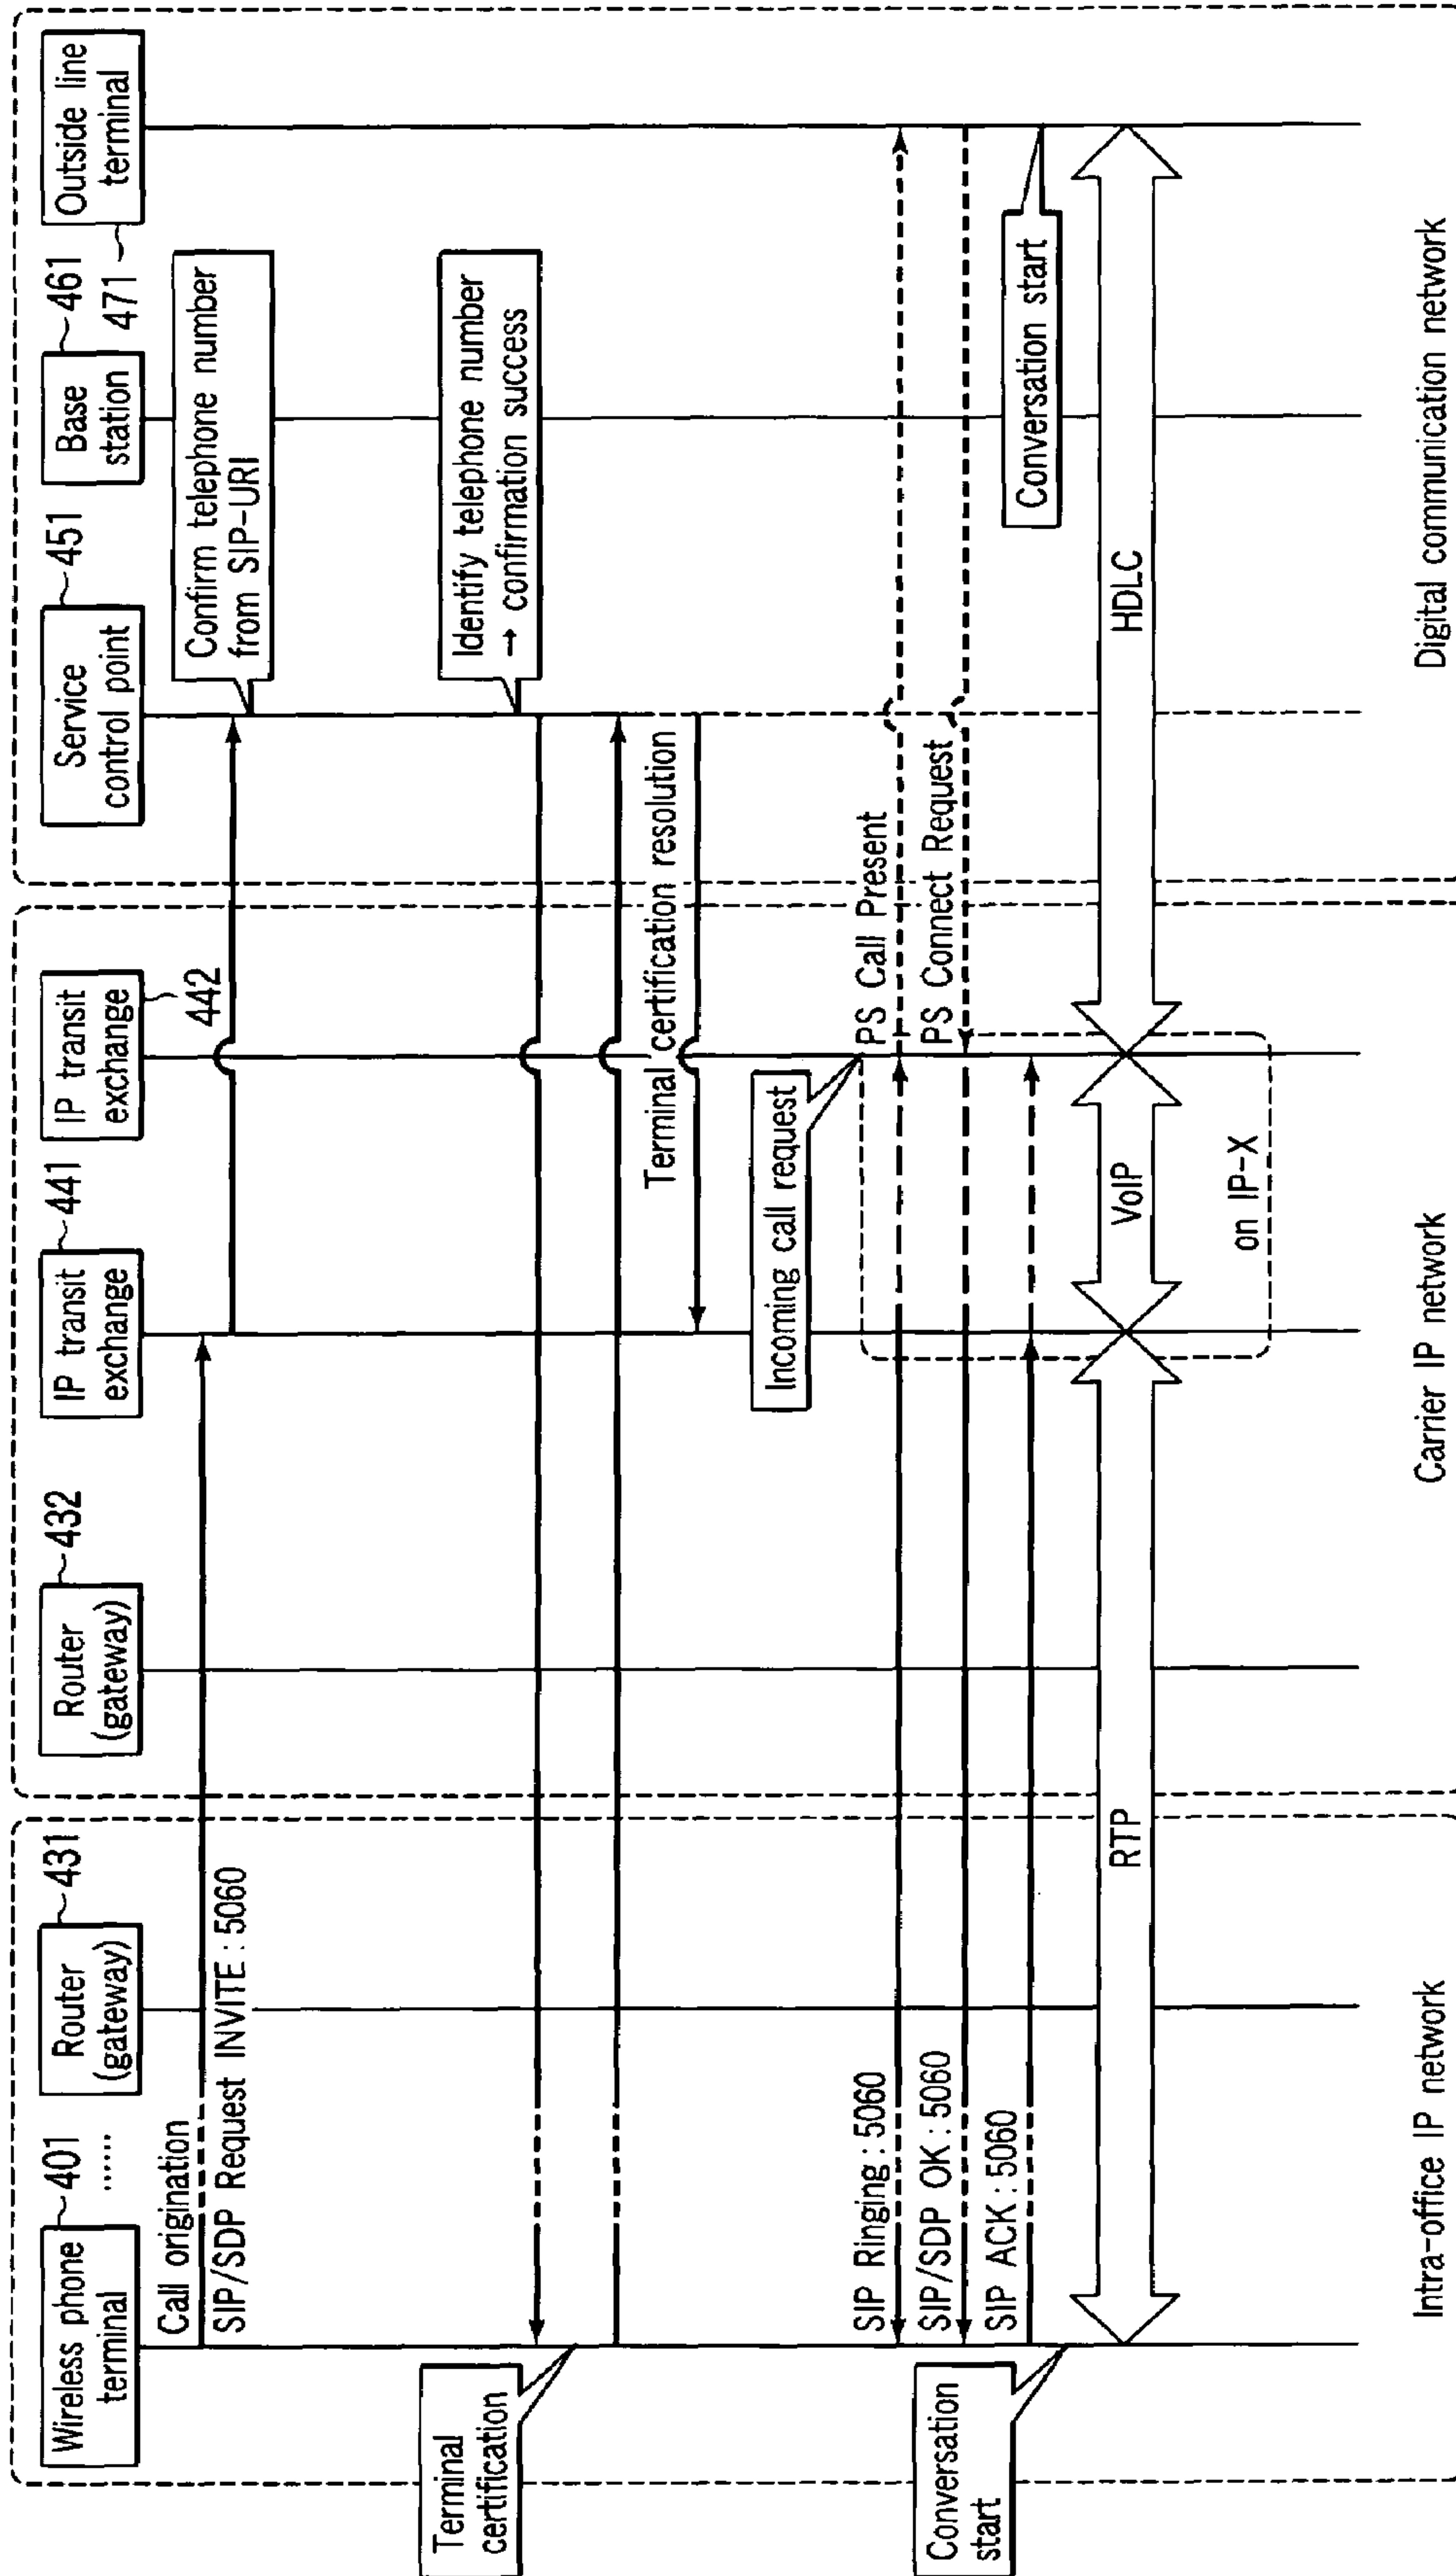 Wireless phone
terminal
401
......
Router
(gateway)
431
Router
(gateway)
432
IP transit
exchange
441
IP transit
exchange
442
Service
control point
451
Base
station
461
Outside line
terminal
471
Call origination
SIP/SDP Request INVITE : 5060
Confirm telephone number
from SIP-URI
Identify telephone number
→ confirmation success
Terminal
certification
Terminal certification resolution
Incoming call request
SIP Ringing : 5060
PS Call Present
SIP/SDP OK : 5060
PS Connect Request
SIP ACK : 5060
Conversation start
Conversation
start
RTP
VoIP
HDLC
on IP-X
Intra-office IP network
Carrier IP network
Digital communication network